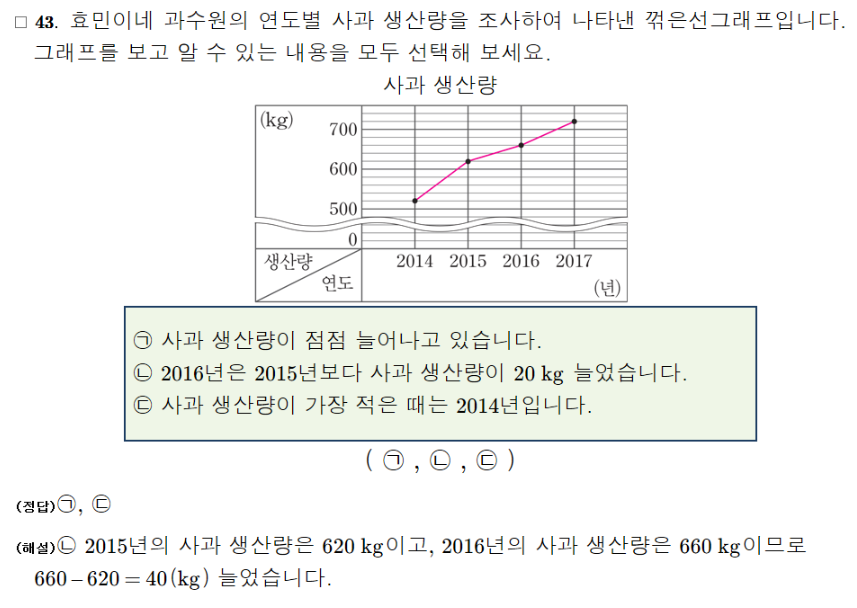 □ 43. 효민이네 과수원의 연도별 사과 생산량을 조사하여 나타낸 꺾은선그래프입니다.
그래프를 보고 알 수 있는 내용을 모두 선택해 보세요.
사과 생산량
(kg)
700
600
500
0
생산량
연도
2014 2015 2016 2017
(년)
㉠ 사과 생산량이 점점 늘어나고 있습니다.
㉡ 2016년은 2015년보다 사과 생산량이 20 kg 늘었습니다.
㉢ 사과 생산량이 가장 적은 때는 2014년입니다.
( ㉠ , ㉡ , ㉢ )
(정답)㉠, ㉢
(해설)㉡ 2015년의 사과 생산량은 620 kg이고, 2016년의 사과 생산량은 660 kg이므로
660－620＝40(kg) 늘었습니다.